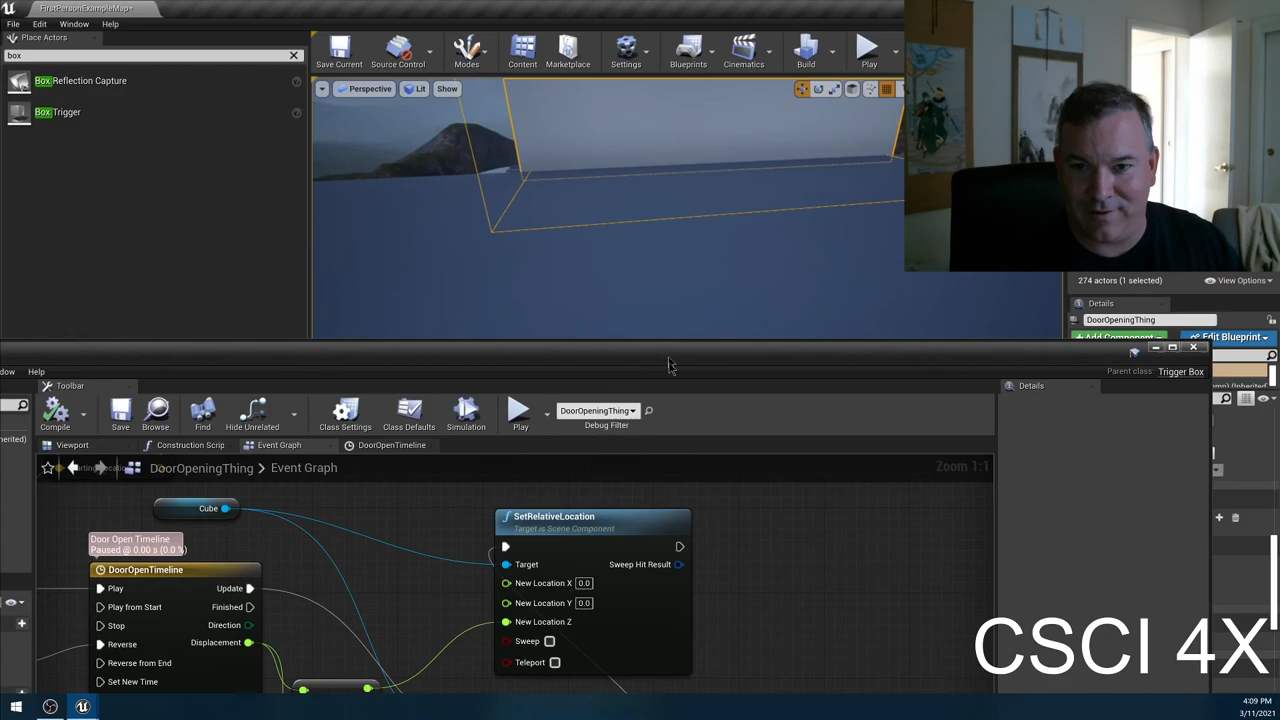 FirstPersonExampleMap*
File Edit Window Help
Place Actors
box
Save Current
Source Control
Modes
Content
Marketplace
Settings
Blueprints
Cinematics
Build
Play
Box Reflection Capture
Box Trigger
Perspective
Lit
Show
274 actors (1 selected)
View Options
Details
DoorOpeningThing
Edit Blueprint
Help
Parent class: Trigger Box
Toolbar
Details
Compile
Save
Browse
Find
Hide Unrelated
Class Settings
Class Defaults
Simulation
Play
DoorOpeningThing
Debug Filter
Viewport
Construction Scrip
Event Graph
DoorOpenTimeline
DoorOpeningThing > Event Graph
Zoom 1:1
Cube
SetRelativeLocation
Target is Scene Component
Door Open Timeline
Paused @ 0.00 s (0.0 %)
DoorOpenTimeline
Play
Play from Start
Stop
Reverse
Reverse from End
Set New Time
Update
Finished
Direction
Displacement
Target
Sweep Hit Result
New Location X 0.0
New Location Y 0.0
New Location Z
Sweep
Teleport
CSCI 4X
4:09 PM
3/11/2021